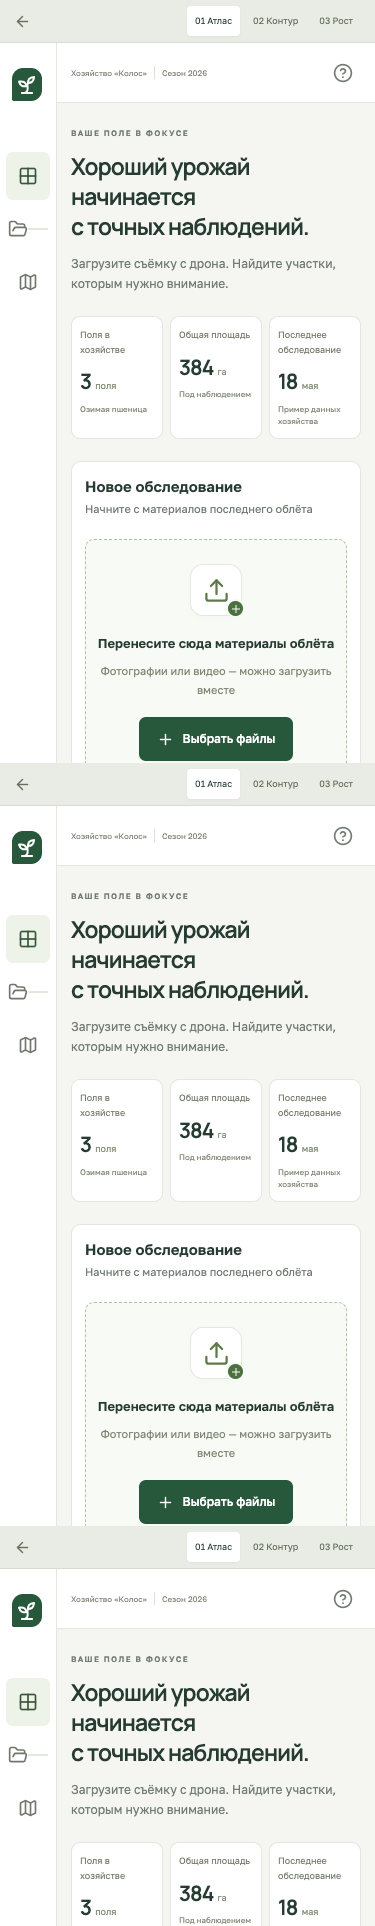 01 Атлас 02 Контур 03 Рост
Хозяйство «Колос» Сезон 2026
ВАШЕ ПОЛЕ В ФОКУСЕ
Хороший урожай
начинается
с точных наблюдений.
Загрузите съёмку с дрона. Найдите участки,
которым нужно внимание.
Поля в
хозяйстве
3 поля
Озимая пшеница
Общая площадь
384 га
Под наблюдением
Последнее
обследование
18 мая
Пример данных
хозяйства
Новое обследование
Начните с материалов последнего облёта
Перенесите сюда материалы облёта
Фотографии или видео — можно загрузить
вместе
Выбрать файлы
01 Атлас 02 Контур 03 Рост
Хозяйство «Колос» Сезон 2026
ВАШЕ ПОЛЕ В ФОКУСЕ
Хороший урожай
начинается
с точных наблюдений.
Загрузите съёмку с дрона. Найдите участки,
которым нужно внимание.
Поля в
хозяйстве
3 поля
Озимая пшеница
Общая площадь
384 га
Под наблюдением
Последнее
обследование
18 мая
Пример данных
хозяйства
Новое обследование
Начните с материалов последнего облёта
Перенесите сюда материалы облёта
Фотографии или видео — можно загрузить
вместе
Выбрать файлы
01 Атлас 02 Контур 03 Рост
Хозяйство «Колос» Сезон 2026
ВАШЕ ПОЛЕ В ФОКУСЕ
Хороший урожай
начинается
с точных наблюдений.
Загрузите съёмку с дрона. Найдите участки,
которым нужно внимание.
Поля в
хозяйстве
3 поля
Общая площадь
384 га
Под наблюдением
Последнее
обследование
18 мая